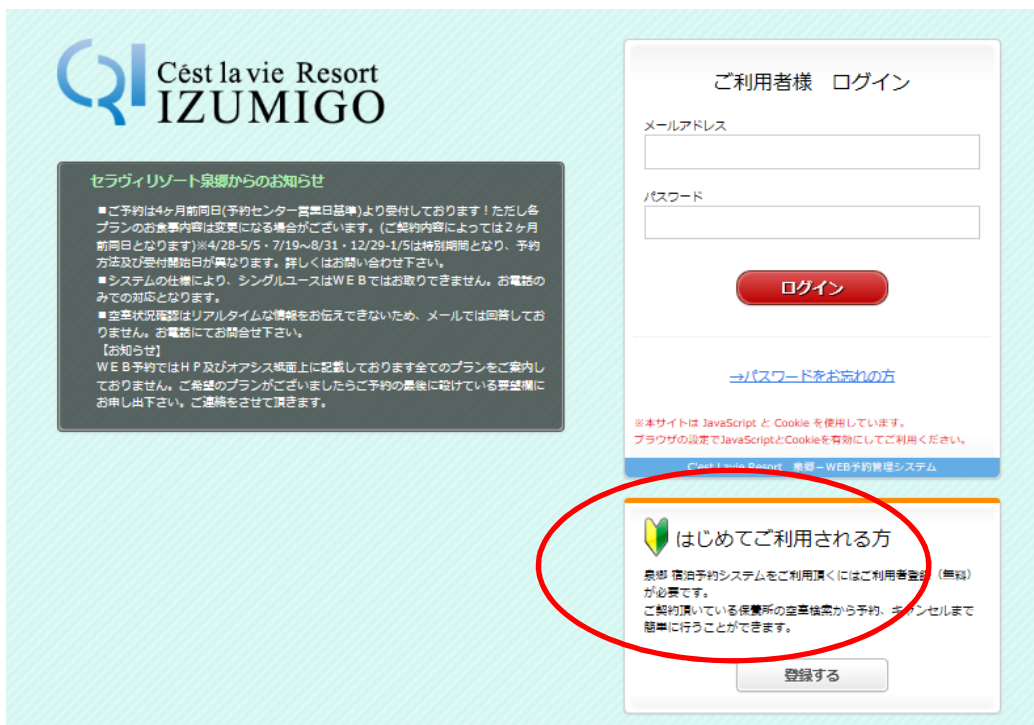 Cést la vie Resort
IZUMIGO
セラヴィリゾート泉郷からのお知らせ
■ご予約は4ヶ月前同日(予約センター営業日基準)より受付しております！ただし各
プランのお食事内容は変更になる場合がございます。(ご契約内容によっては２ヶ月
前同日となります)※4/28-5/5・7/19～8/31・12/29-1/5は特別期間となり、予約
方法及び受付開始日が異なります。詳しくはお問い合わせ下さい。
■システムの仕様により、シングルユースはＷＥＢではお取りできません。お電話の
みでの対応となります。
■空室状況確認はリアルタイムな情報をお伝えできないため、メールでは回答してお
りません。お電話にてお問合せ下さい。
【お知らせ】
ＷＥＢ予約ではＨＰ及びオアシス紙面上に記載しております全てのプランをご案内し
ておりません。ご希望のプランがございましたらご予約の最後に設けている要望欄に
お申し出下さい。ご連絡をさせて頂きます。
ご利用者様　ログイン
メールアドレス
パスワード
ログイン
→パスワードをお忘れの方
※本サイトは JavaScript と Cookie を使用しています。
ブラウザの設定でJavaScriptとCookieを有効にしてご利用ください。
C'est Lavie Resort　泉郷－WEB予約管理システム
はじめてご利用される方
泉郷 宿泊予約システムをご利用頂くにはご利用者登録（無料）
が必要です。
ご契約頂いている保養所の空室検索から予約、キャンセルまで
簡単に行うことができます。
登録する